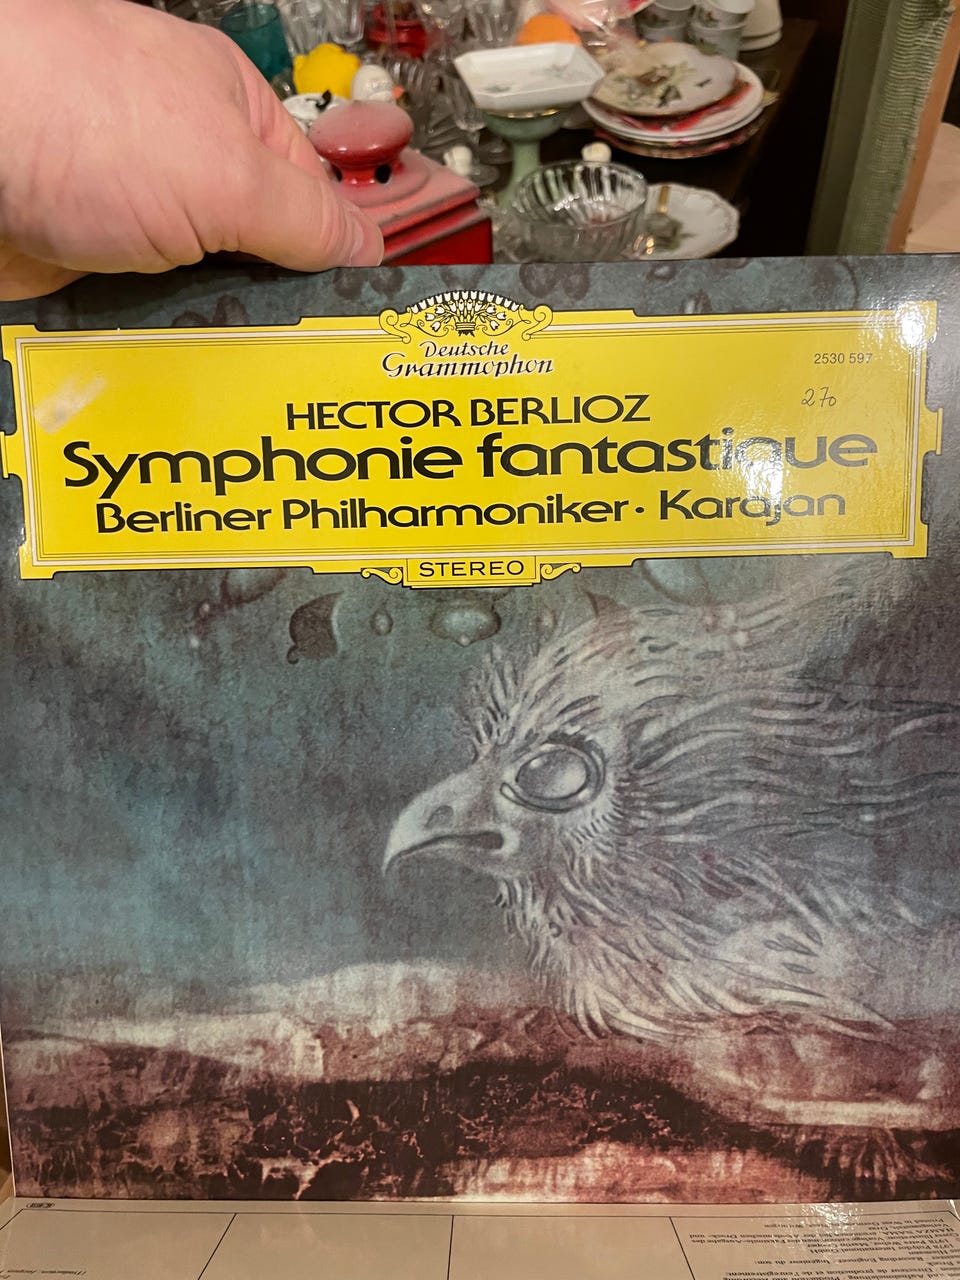 Deutsche
Grammophon
2530 597
270
HECTOR BERLIOZ
Symphonie fantastique
Berliner Philharmoniker · Karajan
STEREO